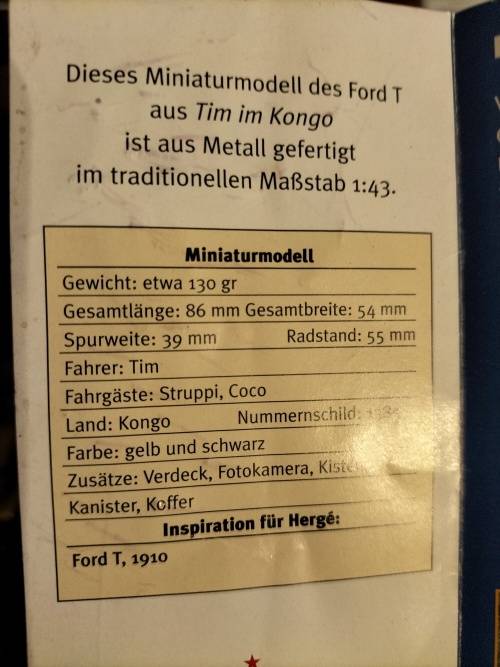 Dieses Miniaturmodell des Ford T
aus Tim im Kongo
ist aus Metall gefertigt
im traditionellen Maßstab 1:43.
Miniaturmodell
Gewicht: etwa 130 gr
Gesamtlänge: 86 mm Gesamtbreite: 54 mm
Spurweite: 39 mm Radstand: 55 mm
Fahrer: Tim
Fahrgäste: Struppi, Coco
Land: Kongo Nummernschild:
Farbe: gelb und schwarz
Zusätze: Verdeck, Fotokamera,
Kanister, Koffer
Inspiration für Hergé:
Ford T, 1910